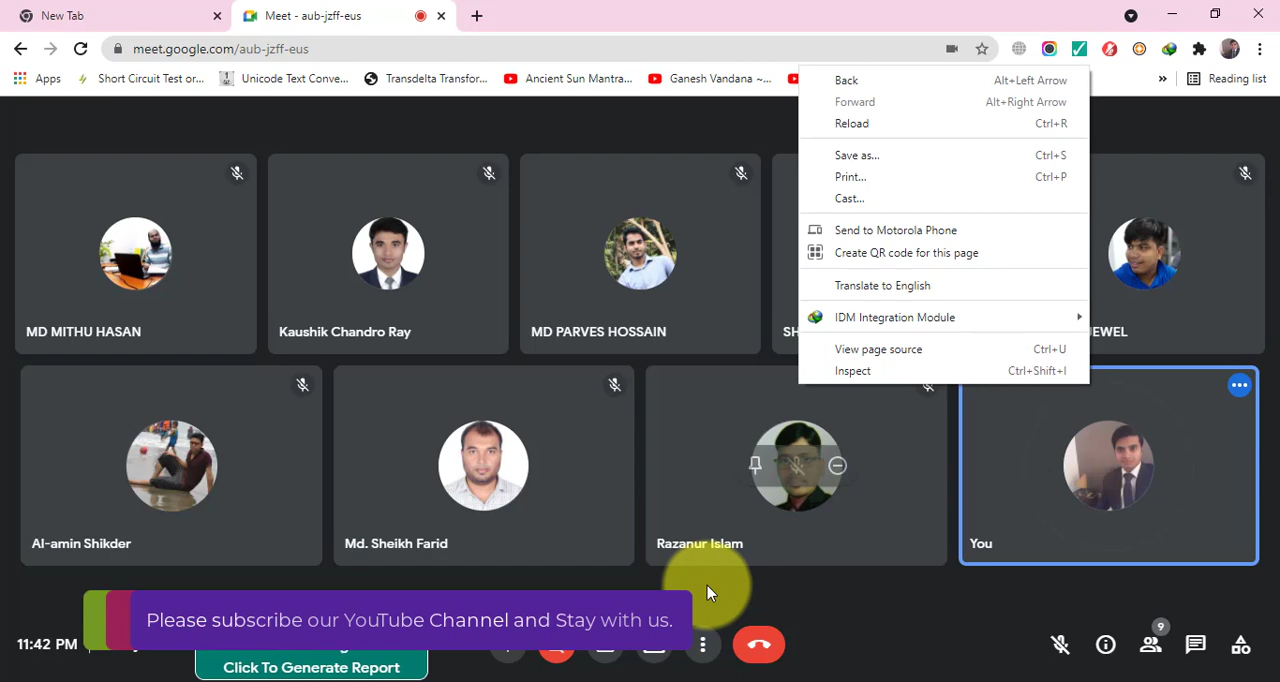 New Tab
Meet - aub-jzff-eus
meet.google.com/aub-jzff-eus
Apps
Short Circuit Test or...
Unicode Text Conve...
Transdelta Transfor...
Ancient Sun Mantra...
Ganesh Vandana ~...
»
Reading list
Back Alt+Left Arrow
Forward Alt+Right Arrow
Reload Ctrl+R
Save as... Ctrl+S
Print... Ctrl+P
Cast...
Send to Motorola Phone
Create QR code for this page
Translate to English
IDM Integration Module
View page source Ctrl+U
Inspect Ctrl+Shift+I
MD MITHU HASAN
Kaushik Chandro Ray
MD PARVES HOSSAIN
SH
JEWEL
Al-amin Shikder
Md. Sheikh Farid
Razanur Islam
You
Please subscribe our YouTube Channel and Stay with us.
11:42 PM
Click To Generate Report
9